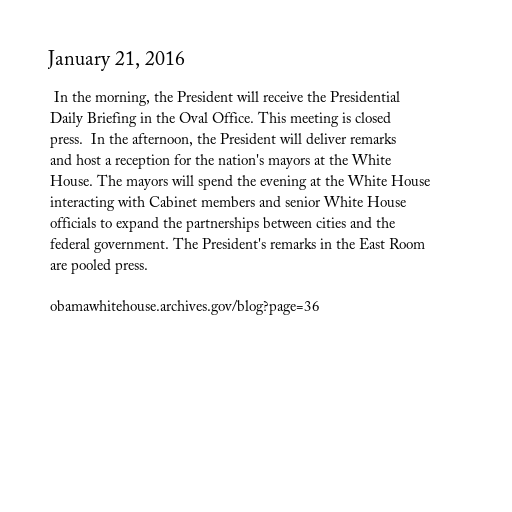 January 21, 2016
In the morning, the President will receive the Presidential
Daily Briefing in the Oval Office. This meeting is closed
press.  In the afternoon, the President will deliver remarks
and host a reception for the nation's mayors at the White
House. The mayors will spend the evening at the White House
interacting with Cabinet members and senior White House
officials to expand the partnerships between cities and the
federal government. The President's remarks in the East Room
are pooled press.
obamawhitehouse.archives.gov/blog?page=36